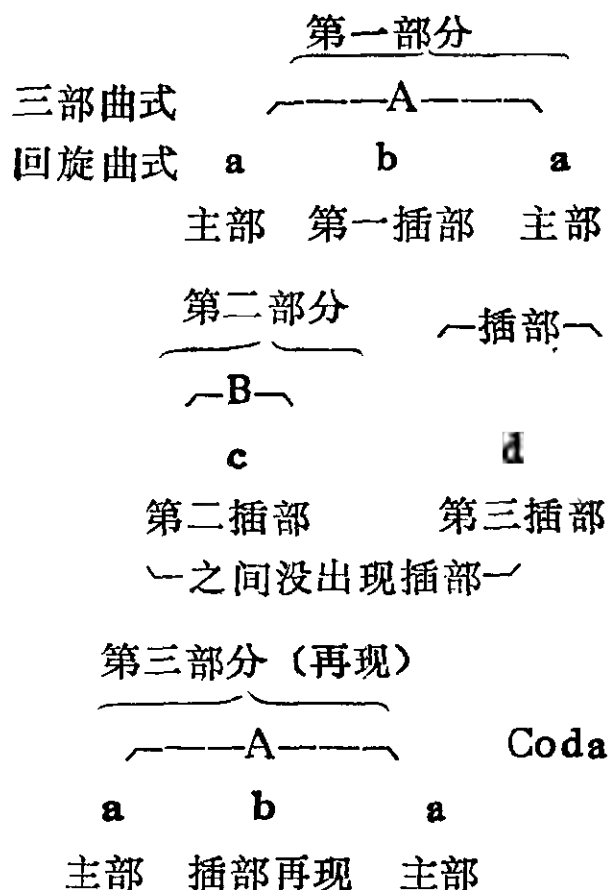 第一部分
三部曲式 A
回旋曲式 a b a
主部 第一插部 主部
第二部分 插部
B
c d
第二插部 第三插部
之间没出现插部
第三部分（再现）
A Coda
a b a
主部 插部再现 主部